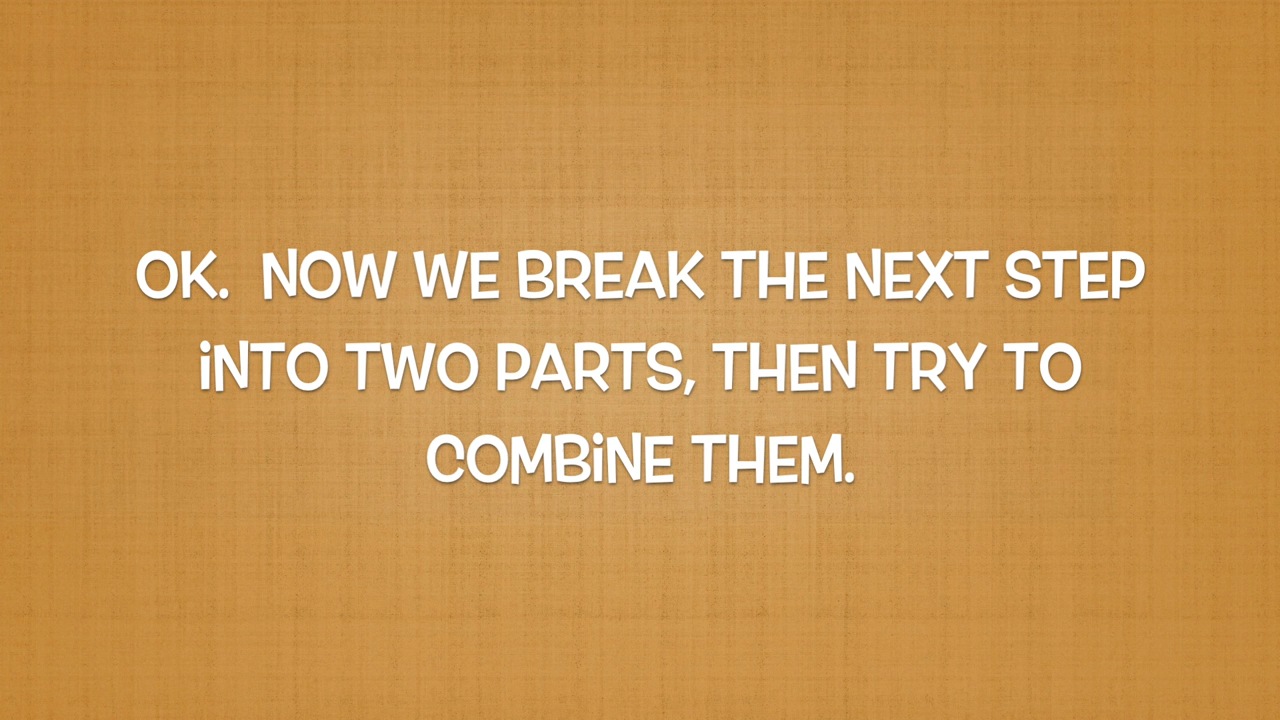 OK.  NOW WE BREAK THE NEXT STEP
iNTO TWO PARTS, THEN TRY TO
COMBiNE THEM.